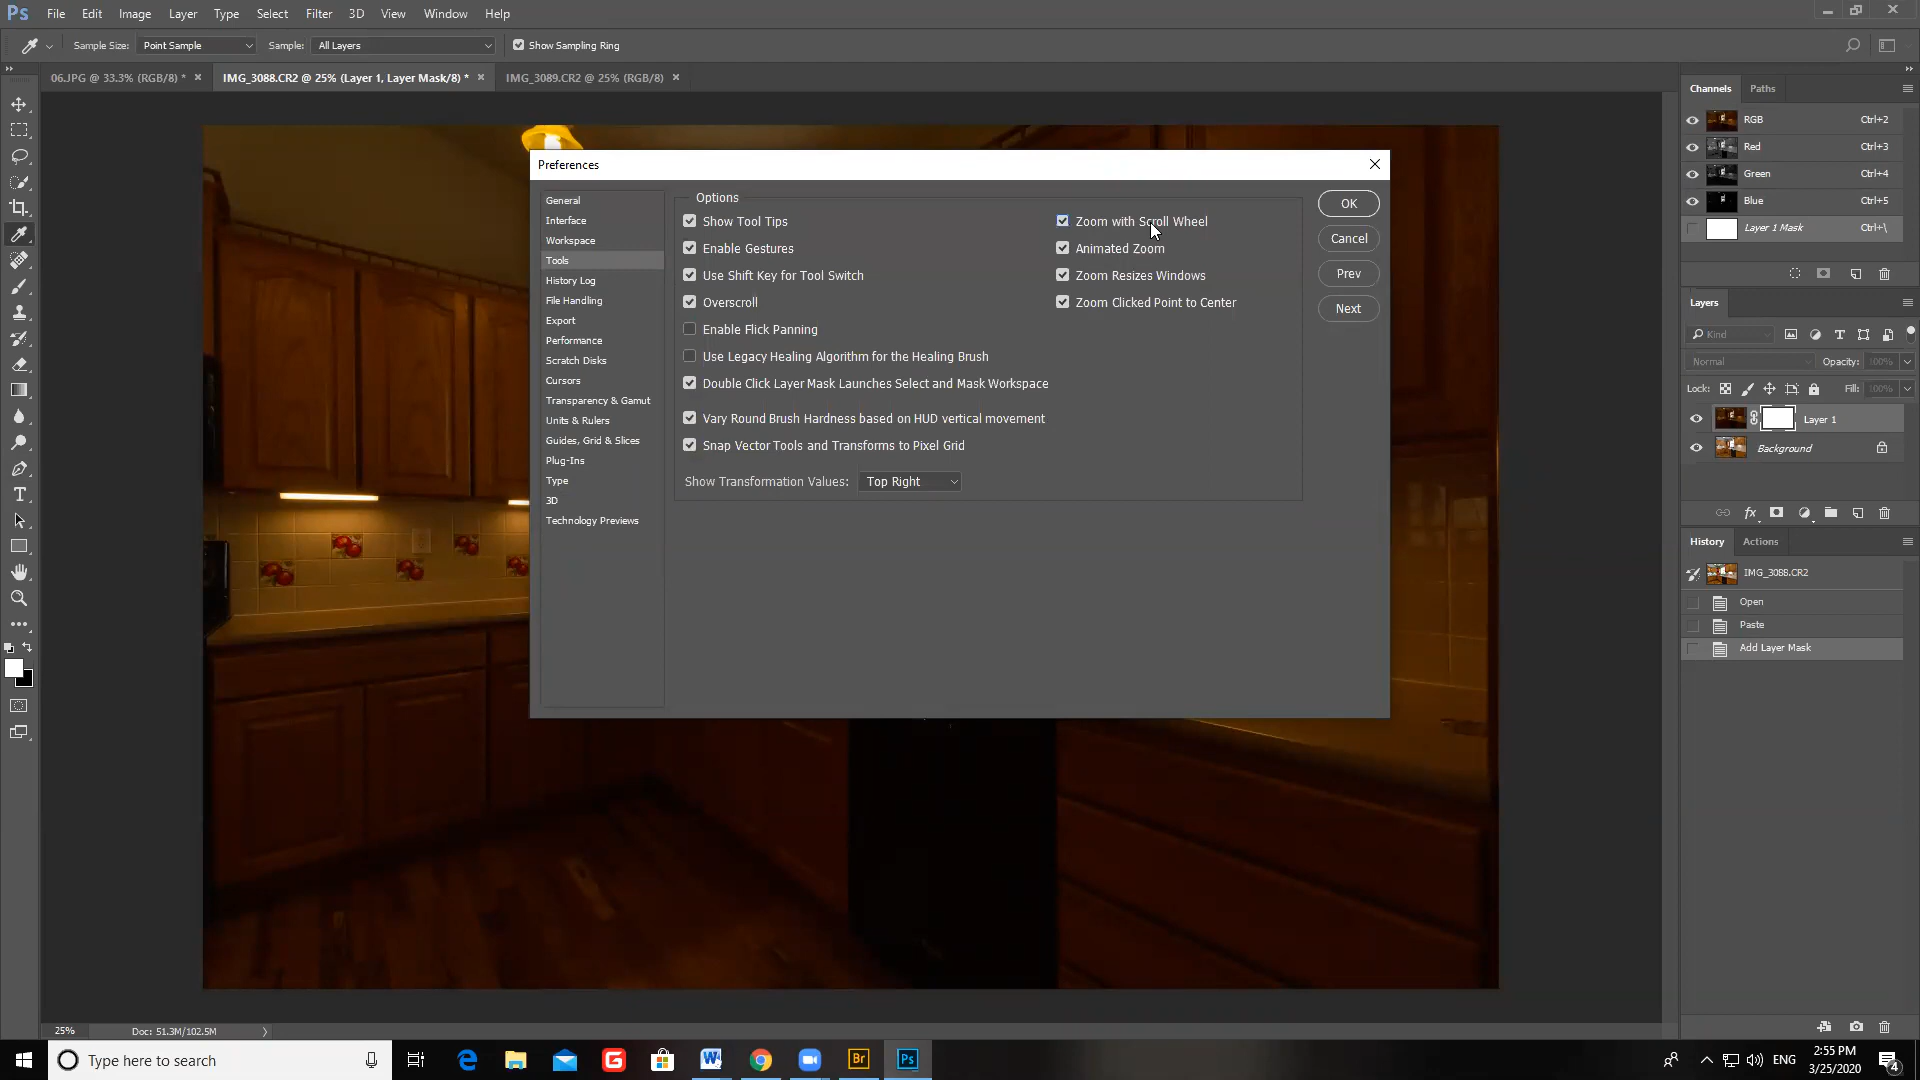 Ps File Edit Image Layer Type Select Filter 3D View Window Help
Sample Size: Point Sample Sample: All Layers Show Sampling Ring
06.JPG @ 33.3% (RGB/8) * × IMG_3088.CR2 @ 25% (Layer 1, Layer Mask/8) * × IMG_3089.CR2 @ 25% (RGB/8) ×
Preferences
General
Interface
Workspace
Tools
History Log
File Handling
Export
Performance
Scratch Disks
Cursors
Transparency & Gamut
Units & Rulers
Guides, Grid & Slices
Plug-Ins
Type
3D
Technology Previews
Options
Show Tool Tips
Enable Gestures
Use Shift Key for Tool Switch
Overscroll
Enable Flick Panning
Use Legacy Healing Algorithm for the Healing Brush
Double Click Layer Mask Launches Select and Mask Workspace
Vary Round Brush Hardness based on HUD vertical movement
Snap Vector Tools and Transforms to Pixel Grid
Show Transformation Values: Top Right
Zoom with Scroll Wheel
Animated Zoom
Zoom Resizes Windows
Zoom Clicked Point to Center
OK
Cancel
Prev
Next
Channels Paths
RGB Ctrl+2
Red Ctrl+3
Green Ctrl+4
Blue Ctrl+5
Layer 1 Mask Ctrl+\
Layers
Kind
Normal Opacity: 100%
Lock: Fill: 100%
Layer 1
Background
fx
History Actions
IMG_3088.CR2
Open
Paste
Add Layer Mask
25% Doc: 51.3M/102.5M
Type here to search
Br
Ps
ENG
2:55 PM
3/25/2020
4